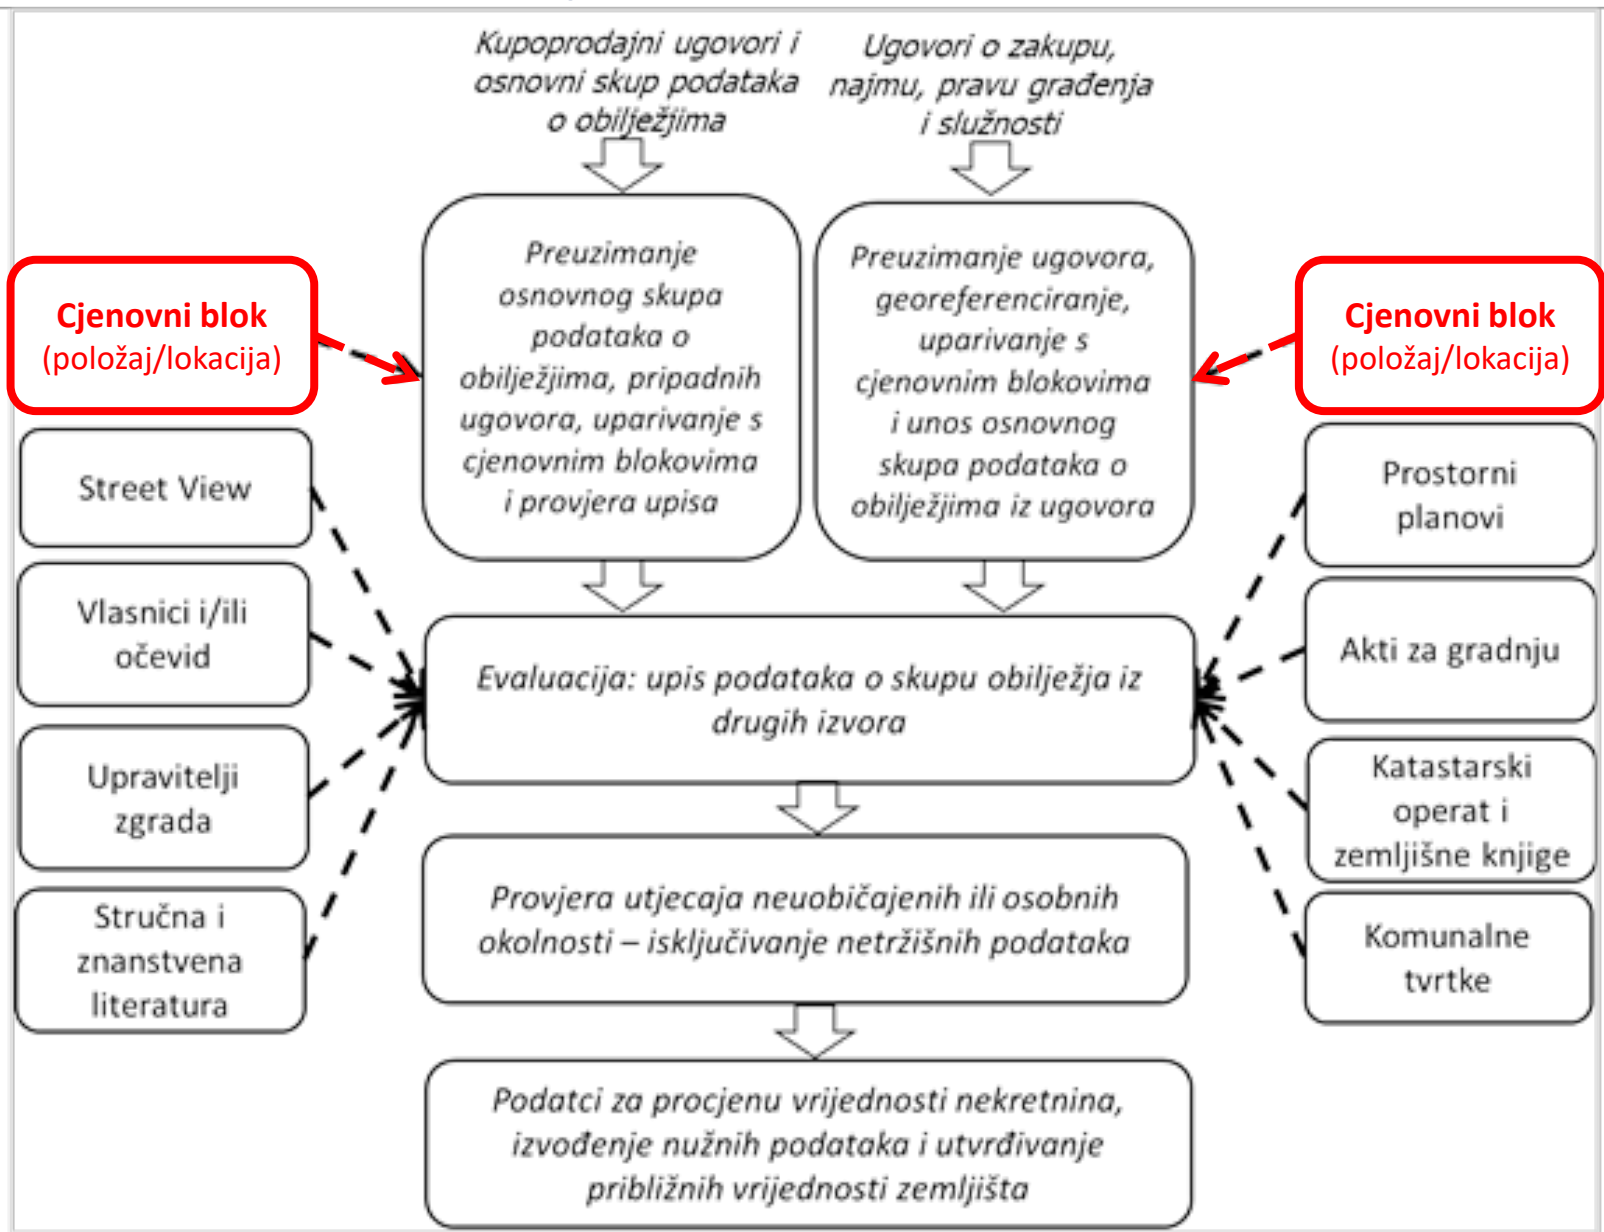 Kupoprodajni ugovori i
osnovni skup podataka
o obilježjima
Ugovori o zakupu,
najmu, pravu građenja
i služnosti
Cjenovni blok
(položaj/lokacija)
Preuzimanje
osnovnog skupa
podataka o
obilježjima, pripadnih
ugovora, uparivanje s
cjenovnim blokovima
i provjera upisa
Preuzimanje ugovora,
georeferenciranje,
uparivanje s
cjenovnim blokovima
i unos osnovnog
skupa podataka o
obilježjima iz ugovora
Cjenovni blok
(položaj/lokacija)
Street View
Vlasnici i/ili
očevid
Upravitelji
zgrada
Stručna i
znanstvena
literatura
Evaluacija: upis podataka o skupu obilježja iz
drugih izvora
Prostorni
planovi
Akti za gradnju
Katastarski
operat i
zemljišne knjige
Komunalne
tvrtke
Provjera utjecaja neuobičajenih ili osobnih
okolnosti – isključivanje netržišnih podataka
Podatci za procjenu vrijednosti nekretnina,
izvođenje nužnih podataka i utvrđivanje
približnih vrijednosti zemljišta